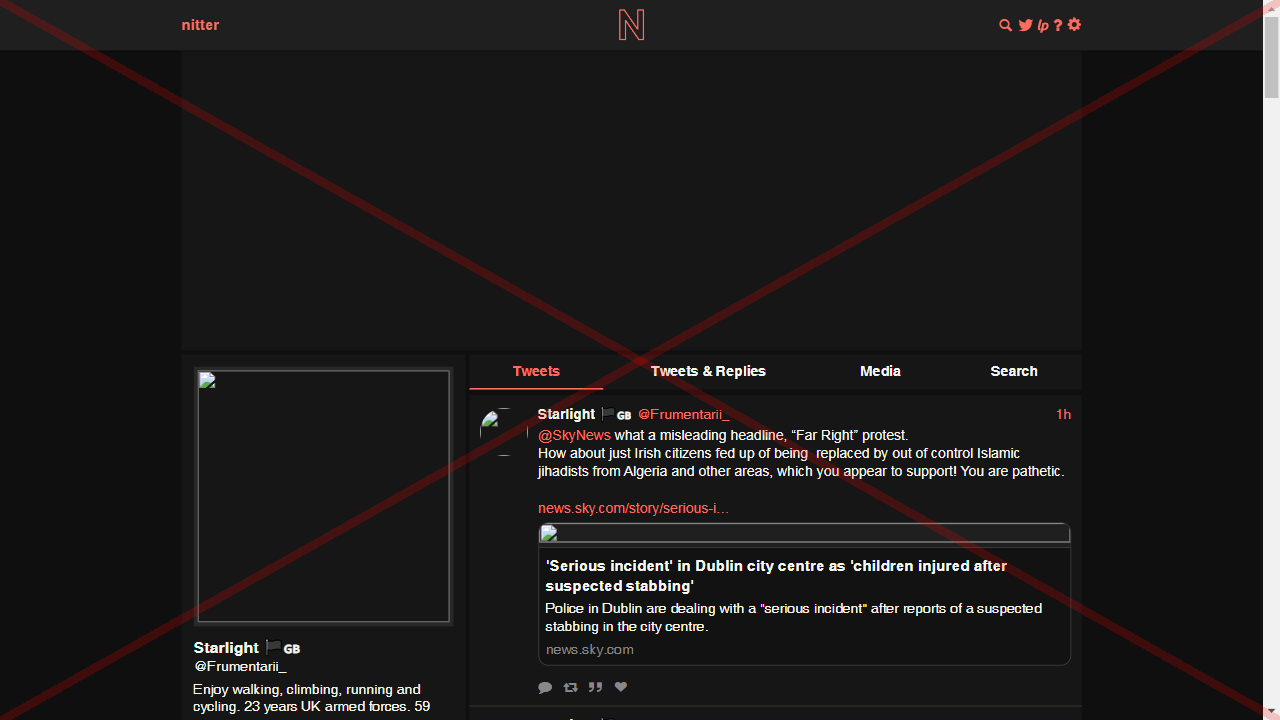 nitter
N
lp ?
Tweets
Tweets & Replies
Media
Search
Starlight 🏴GB @Frumentarii_ 1h
@SkyNews what a misleading headline, “Far Right” protest.
How about just Irish citizens fed up of being replaced by out of control Islamic
jihadists from Algeria and other areas, which you appear to support! You are pathetic.
news.sky.com/story/serious-i…
'Serious incident' in Dublin city centre as 'children injured after
suspected stabbing'
Police in Dublin are dealing with a "serious incident" after reports of a suspected
stabbing in the city centre.
news.sky.com
Starlight 🏴GB
@Frumentarii_
Enjoy walking, climbing, running and
cycling. 23 years UK armed forces. 59